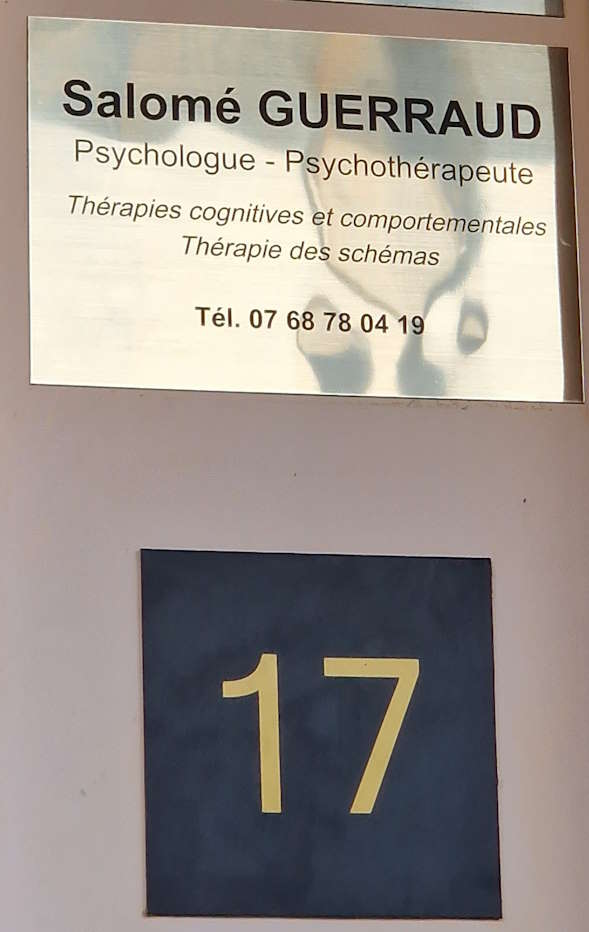 Salomé GUERRAUD
Psychologue - Psychothérapeute
Thérapies cognitives et comportementales
Thérapie des schémas
Tél. 07 68 78 04 19
17